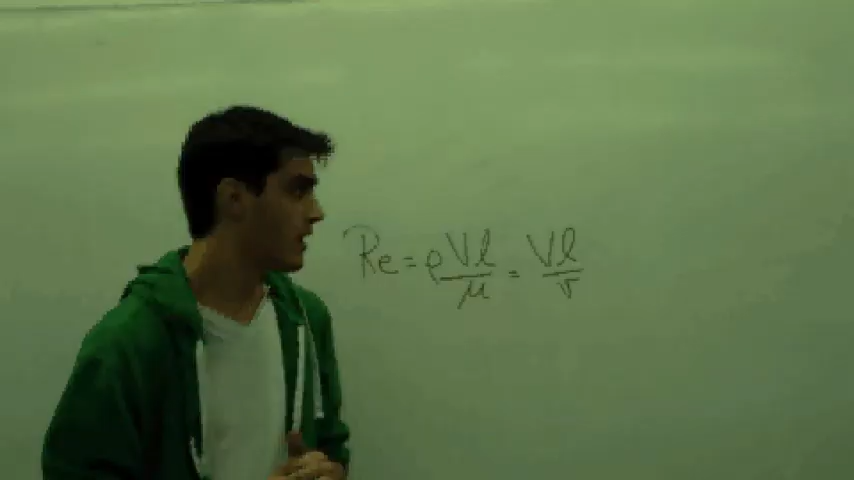 Re = ρVl/μ = Vl/ν